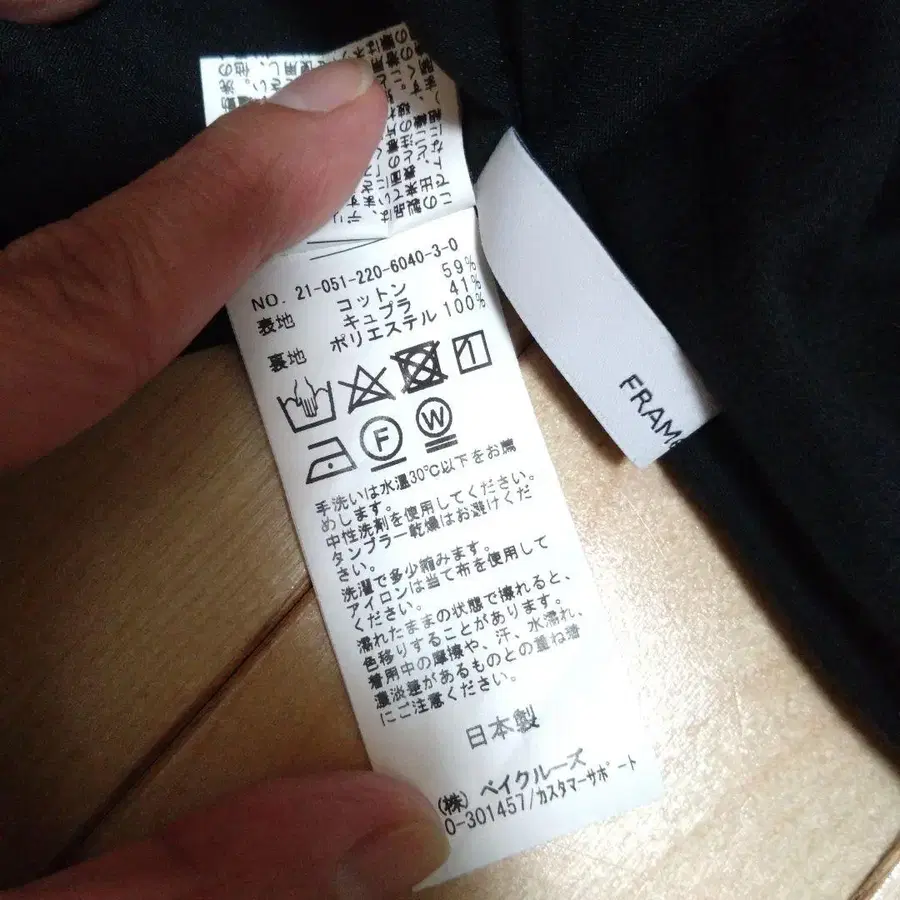 NO. 21-051-220-6040-3-0
表地 コットン 59%
キュプラ 41%
裏地 ポリエステル 100%
F
W
手洗いは水温30℃以下をお薦
めします。
中性洗剤を使用してください。
タンブラー乾燥はお避けくだ
さい。
洗濯で多少縮みます。
アイロンは当て布を使用して
ください。
濡れたままの状態で擦れると、
色移りすることがあります。
着用中の摩擦や、汗、水濡れ、
濃淡差があるものとの重ね着
にご注意ください。
日本製
(株) ベイクルーズ
0-301457/カスタマーサポート
FRAM